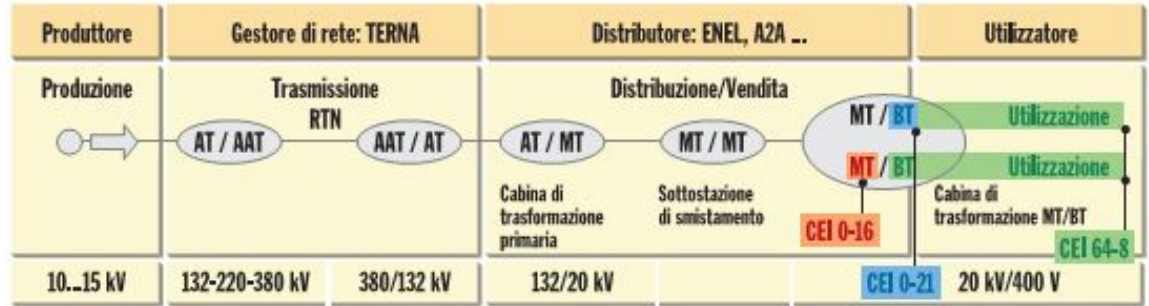 Produttore
Gestore di rete: TERNA
Distributore: ENEL, A2A ...
Utilizzatore
Produzione
Trasmissione
RTN
Distribuzione/Vendita
AT / AAT
AAT / AT
AT / MT
MT / MT
MT / BT
Utilizzazione
MT / BT
Utilizzazione
Cabina di
trasformazione
primaria
Sottostazione
di smistamento
Cabina di
trasformazione MT/BT
CEI 0-16
CEI 64-8
CEI 0-21
10...15 kV
132-220-380 kV
380/132 kV
132/20 kV
20 kV/400 V